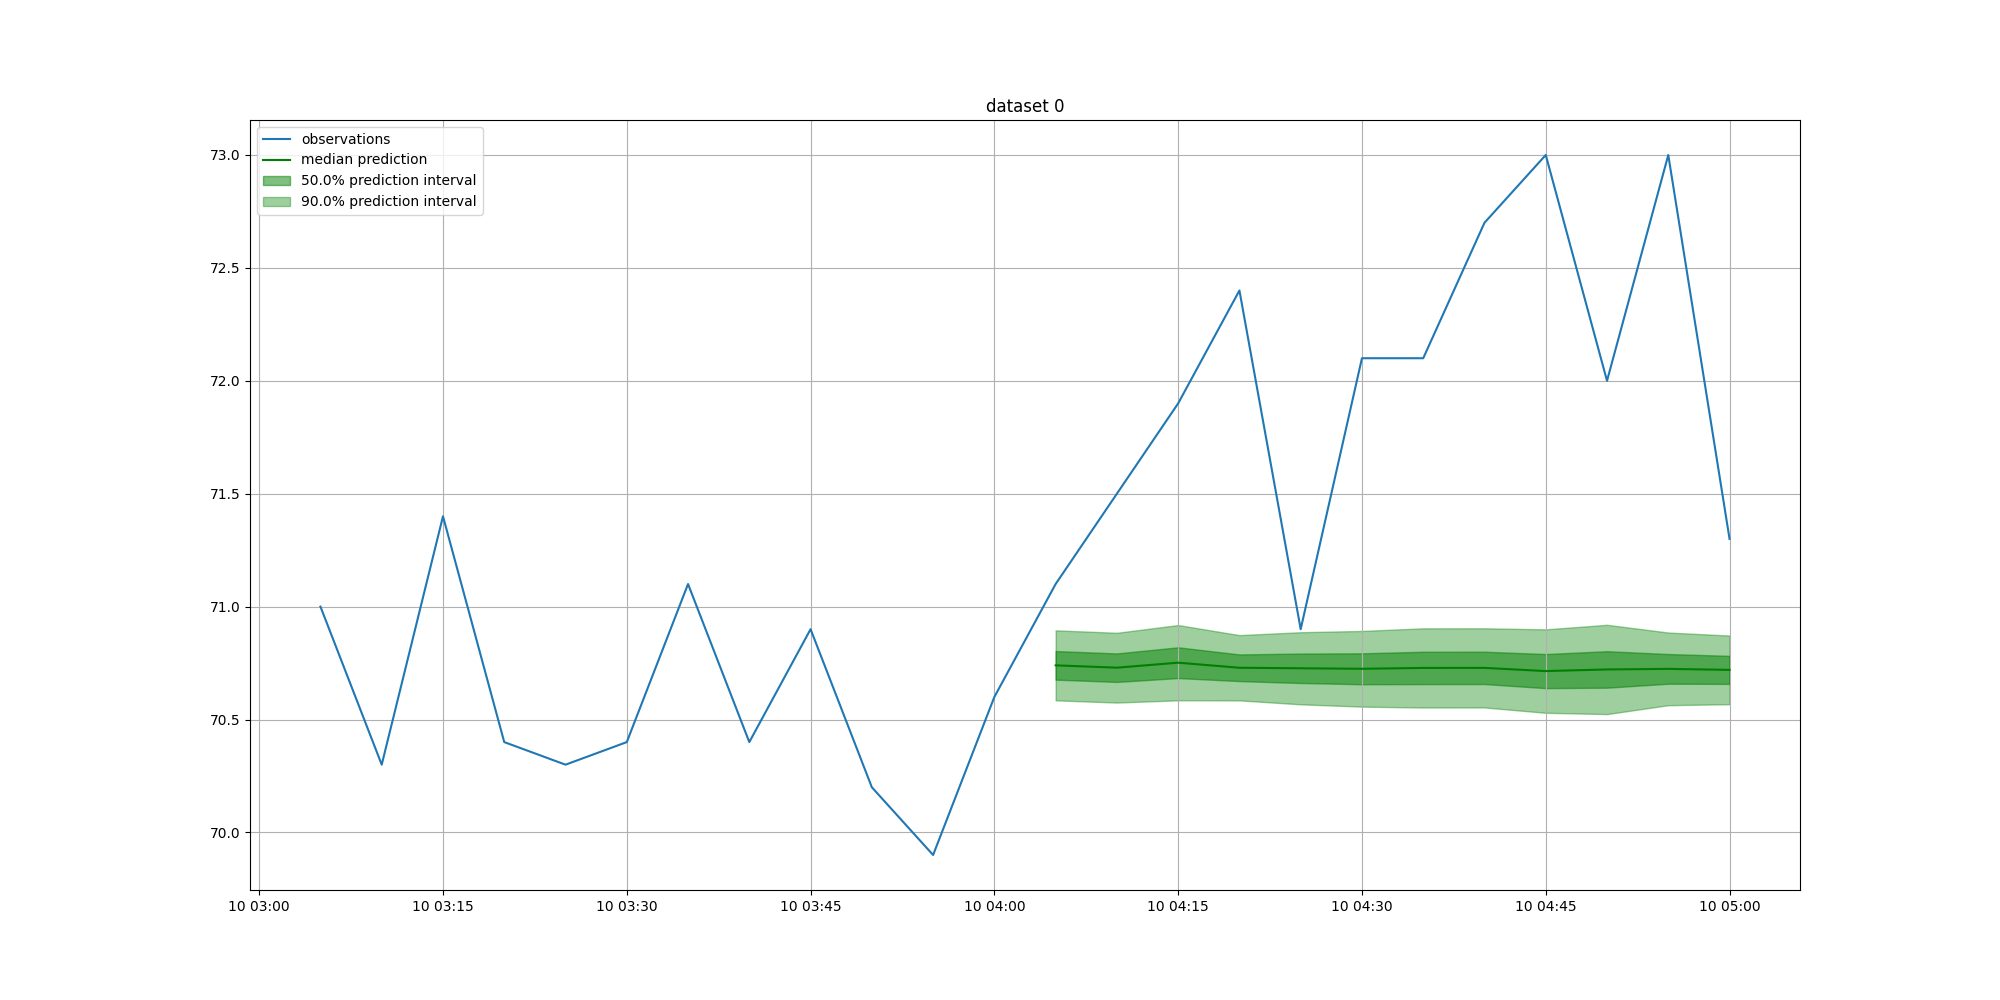 dataset 0
observations
median prediction
50.0% prediction interval
90.0% prediction interval
73.0
72.5
72.0
71.5
71.0
70.5
70.0
10 03:00 10 03:15 10 03:30 10 03:45 10 04:00 10 04:15 10 04:30 10 04:45 10 05:00